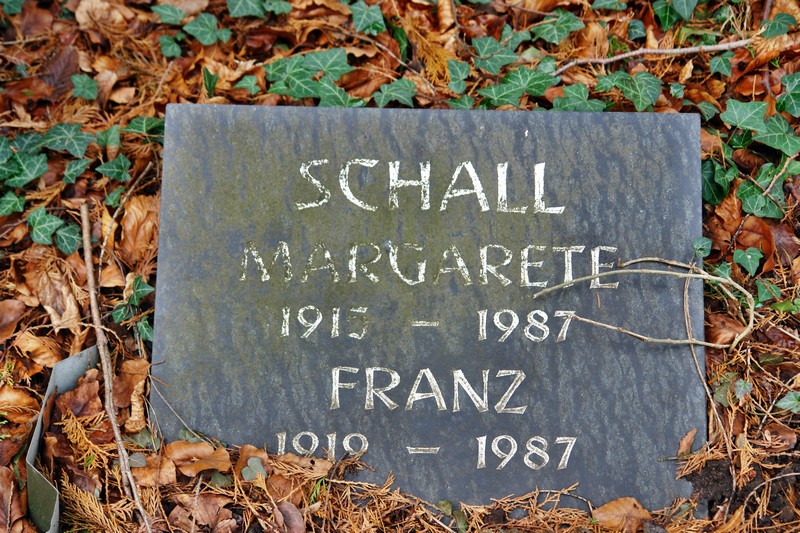 SCHALL
MARGARETE
1915 – 1987
FRANZ
1919 – 1987